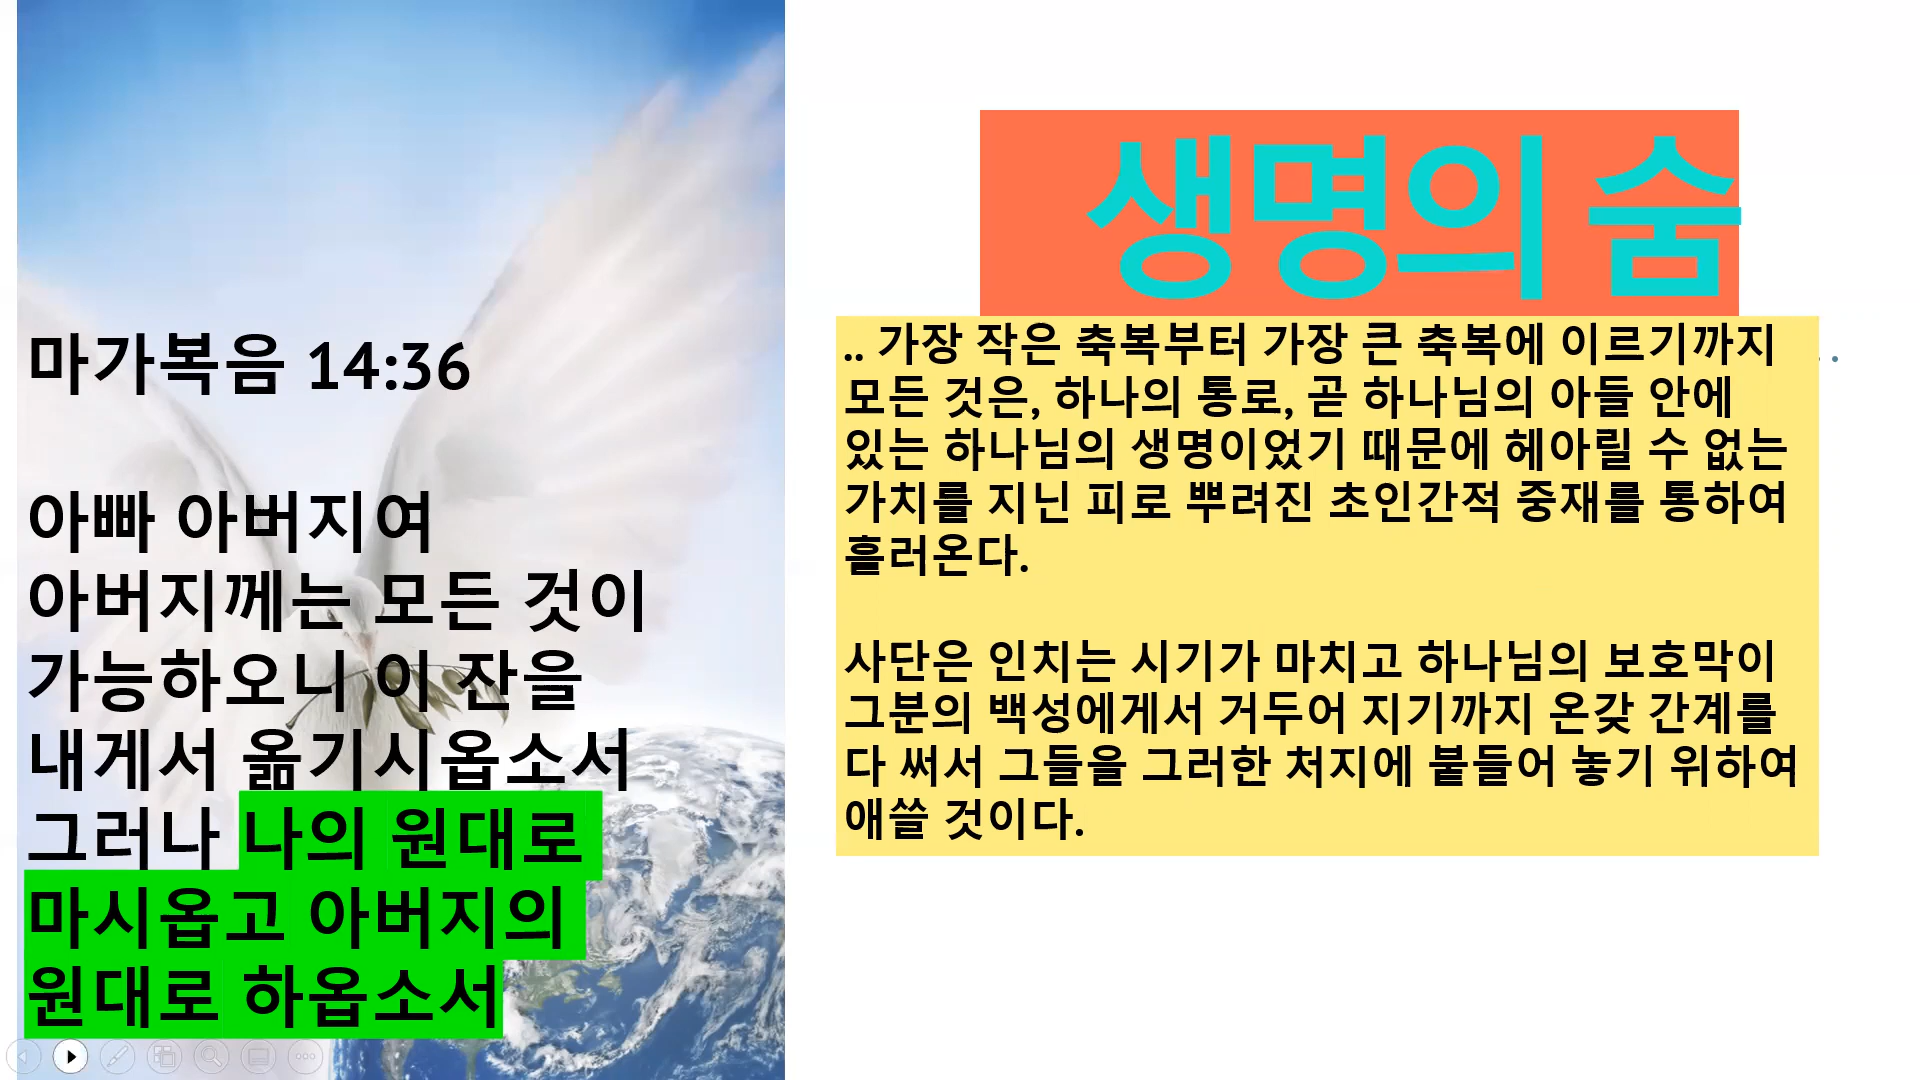 마가복음 14:36
아빠 아버지여
아버지께는 모든 것이
가능하오니 이 잔을
내게서 옮기시옵소서
그러나 나의 원대로
마시옵고 아버지의
원대로 하옵소서
생명의 숨
.. 가장 작은 축복부터 가장 큰 축복에 이르기까지
모든 것은, 하나의 통로, 곧 하나님의 아들 안에
있는 하나님의 생명이었기 때문에 헤아릴 수 없는
가치를 지닌 피로 뿌려진 초인간적 중재를 통하여
흘러온다.
사단은 인치는 시기가 마치고 하나님의 보호막이
그분의 백성에게서 거두어 지기까지 온갖 간계를
다 써서 그들을 그러한 처지에 붙들어 놓기 위하여
애쓸 것이다.